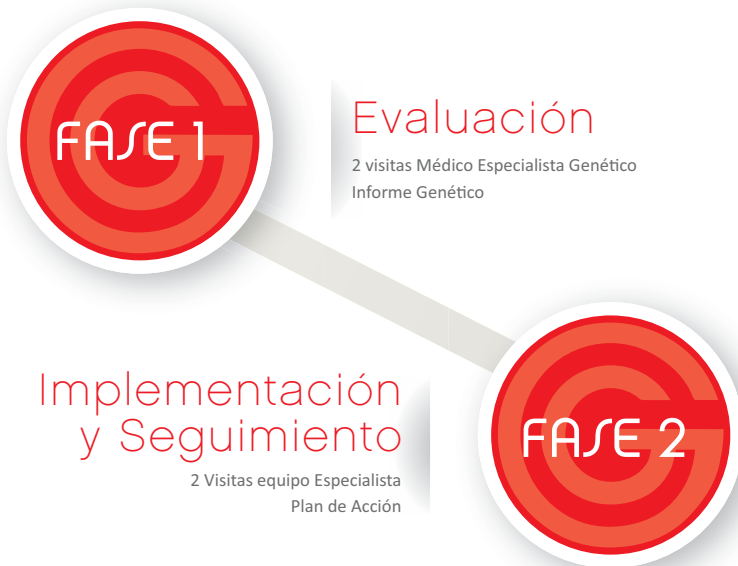 FASE 1
Evaluación
2 visitas Médico Especialista Genético
Informe Genético
Implementación
y Seguimiento
2 Visitas equipo Especialista
Plan de Acción
FASE 2